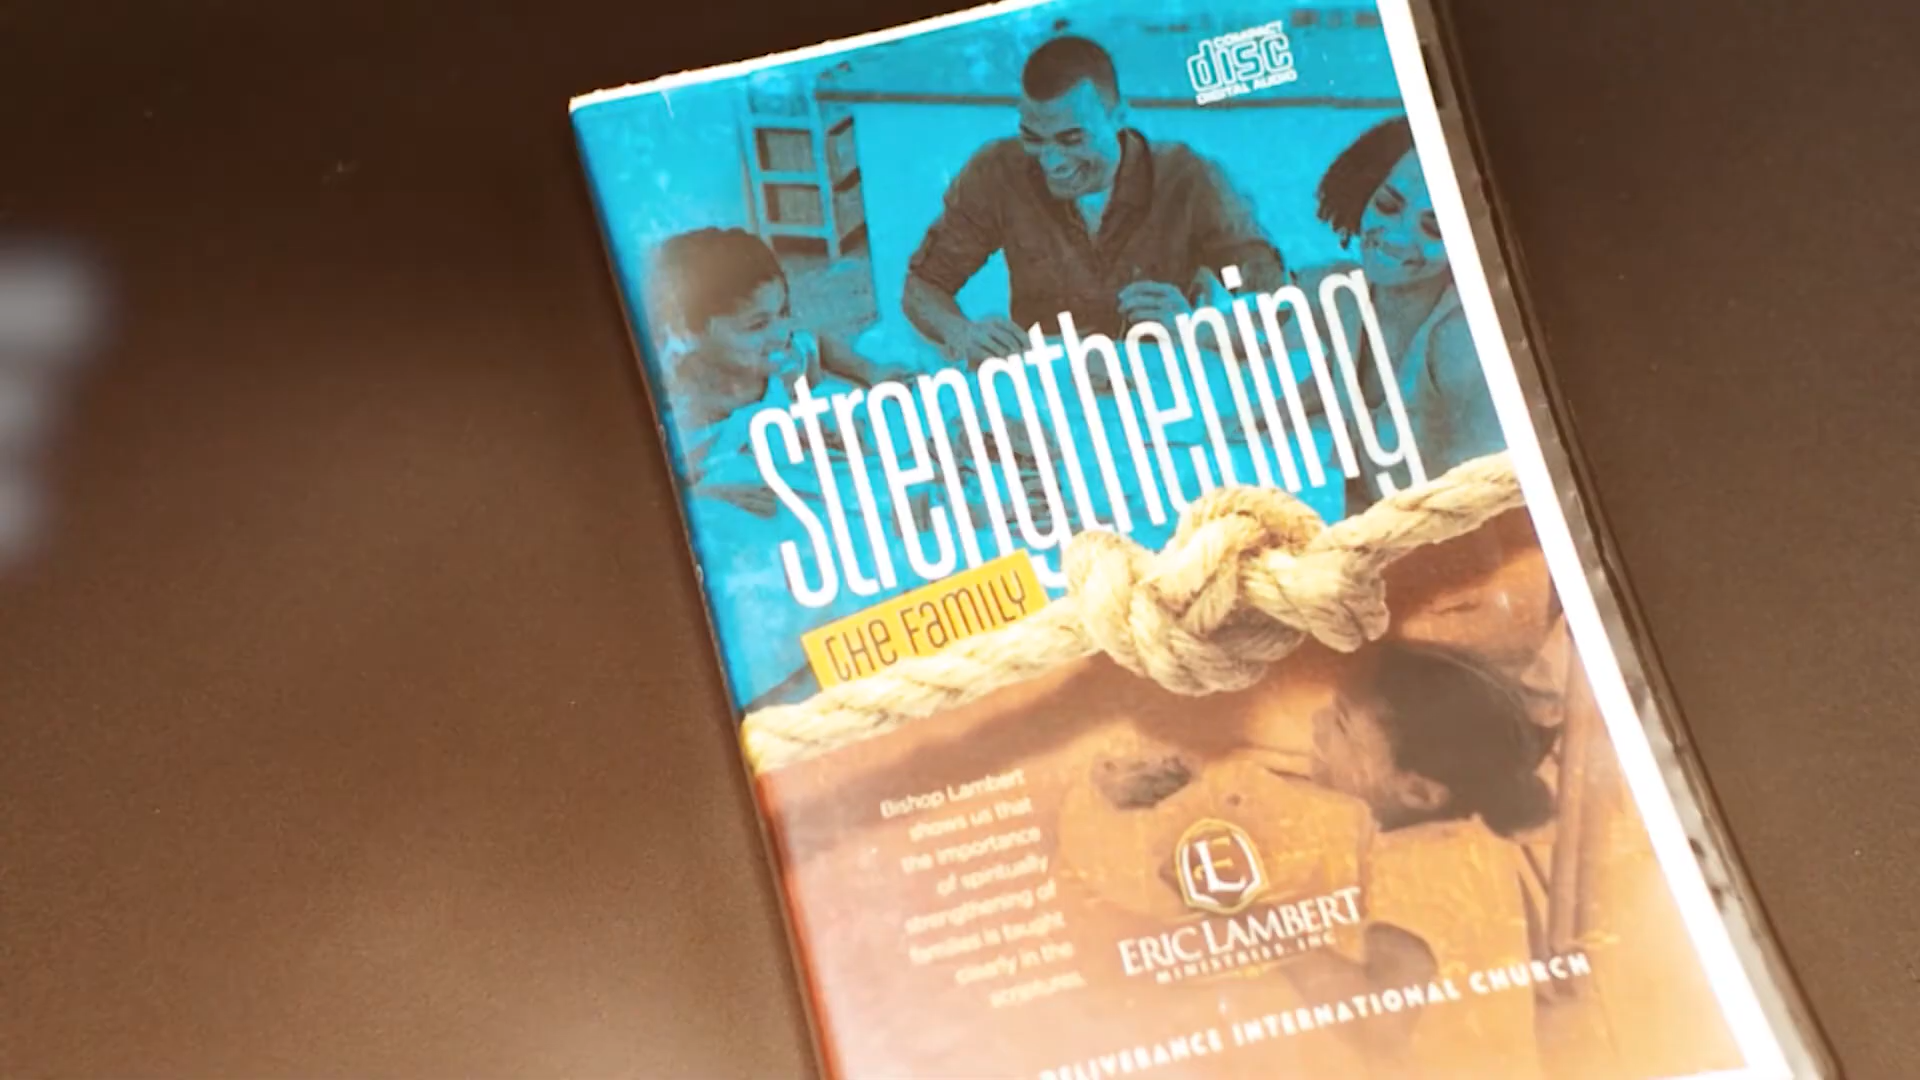 COMPACT
disc
DIGITAL AUDIO
strengthening
THE FAMILY
Bishop Lambert
shows us that
the importance
of spiritually
strengthening of
families is taught
clearly in the
scriptures.
E
ERIC LAMBERT
MINISTRIES, INC
DELIVERANCE INTERNATIONAL CHURCH